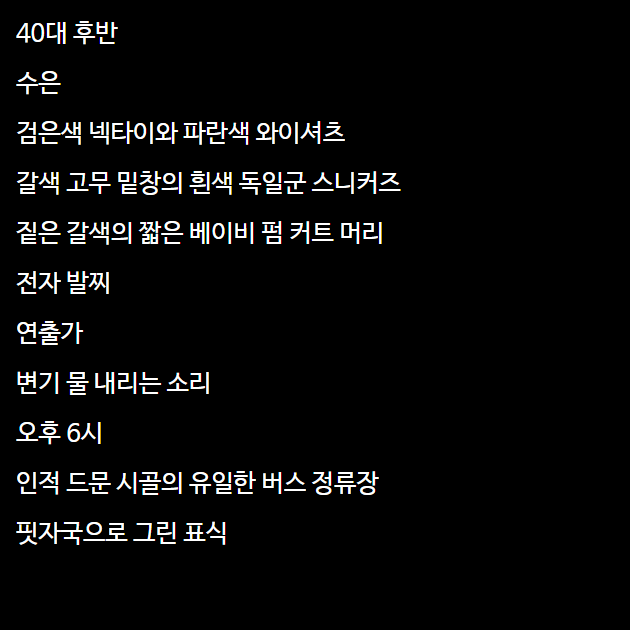 40대 후반
수은
검은색 넥타이와 파란색 와이셔츠
갈색 고무 밑창의 흰색 독일군 스니커즈
짙은 갈색의 짧은 베이비 펌 커트 머리
전자 발찌
연출가
변기 물 내리는 소리
오후 6시
인적 드문 시골의 유일한 버스 정류장
핏자국으로 그린 표식